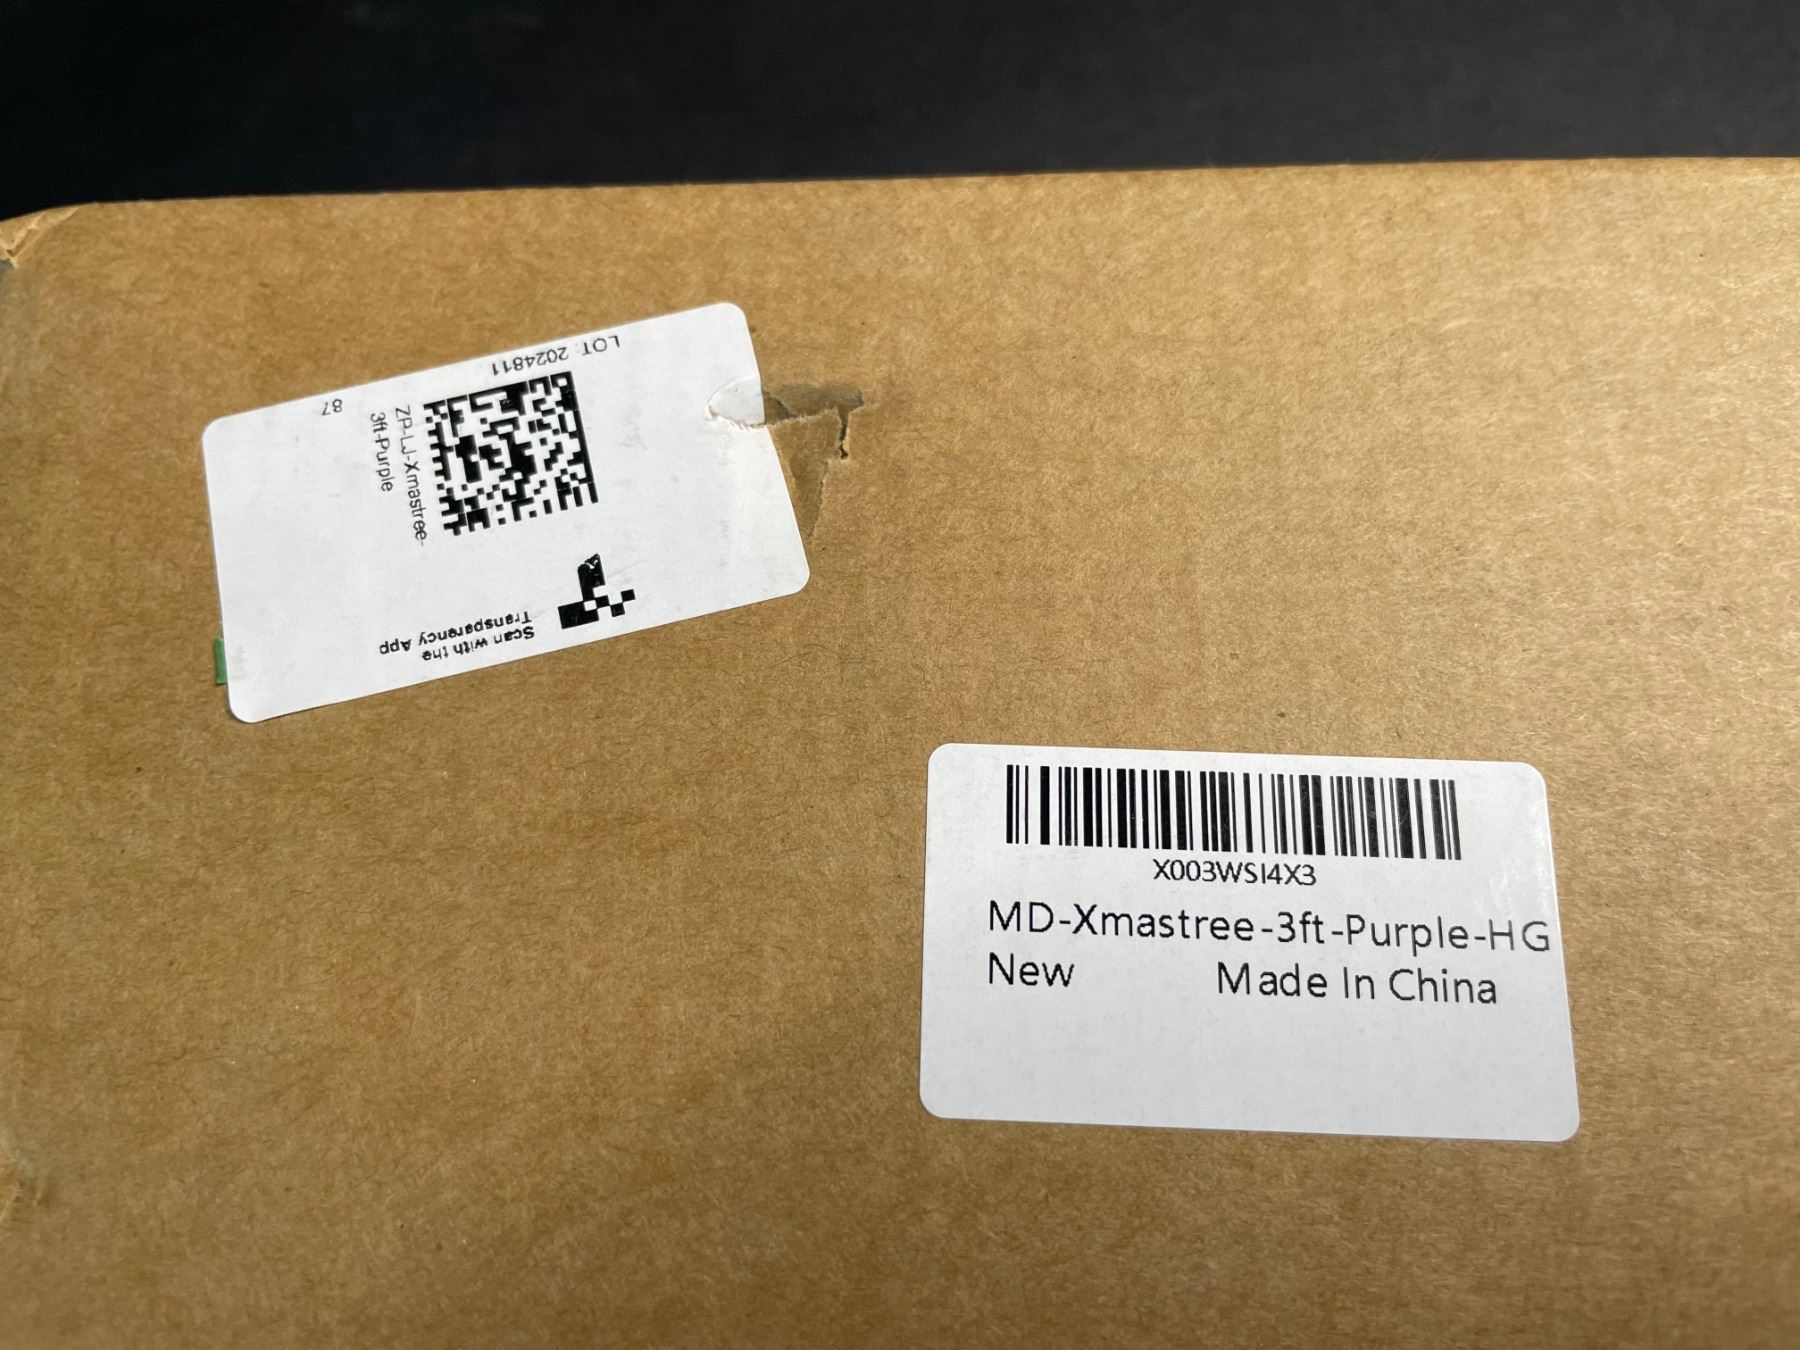 LOT: 2024811
87
ZP-LJ-Xmastree-
3ft-Purple
Scan with the
Transparency App
X003WSI4X3
MD-Xmastree-3ft-Purple-HG
New Made In China